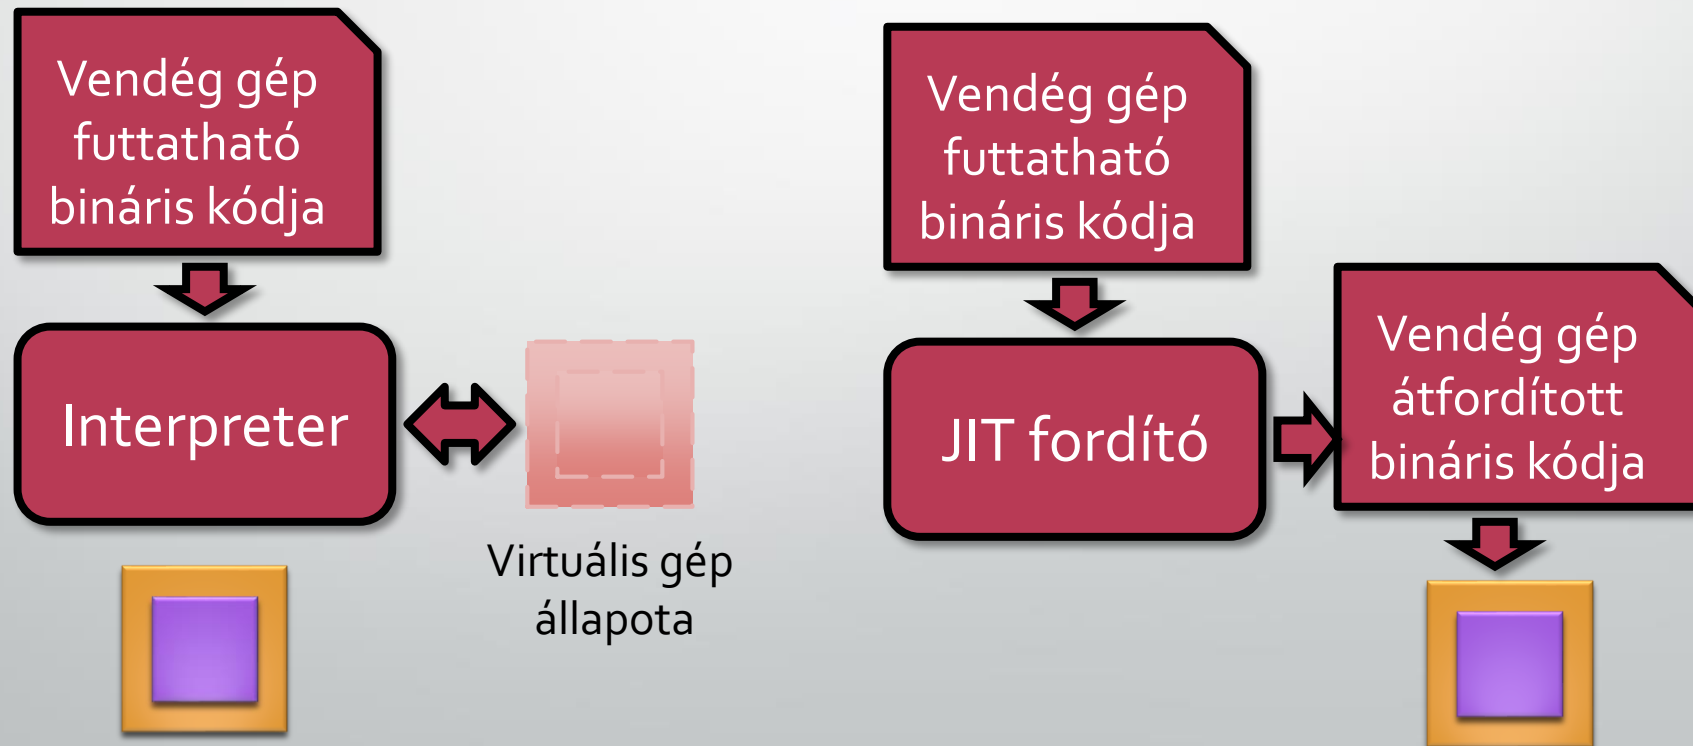 Vendég gép
futtatható
bináris kódja
Interpreter
Virtuális gép
állapota
Vendég gép
futtatható
bináris kódja
JIT fordító
Vendég gép
átfordított
bináris kódja